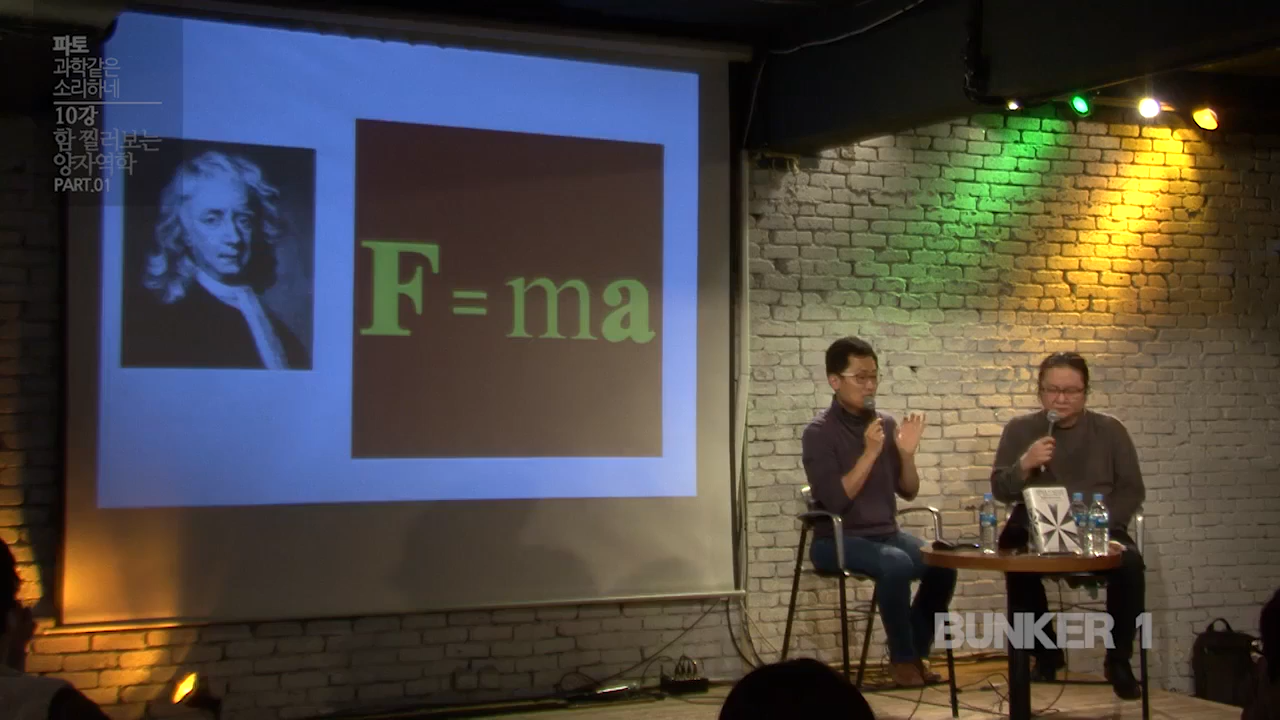 파토
과학같은
소리하네
10강
함 찔러보는
양자역학
PART.01
F = ma
BUNKER 1